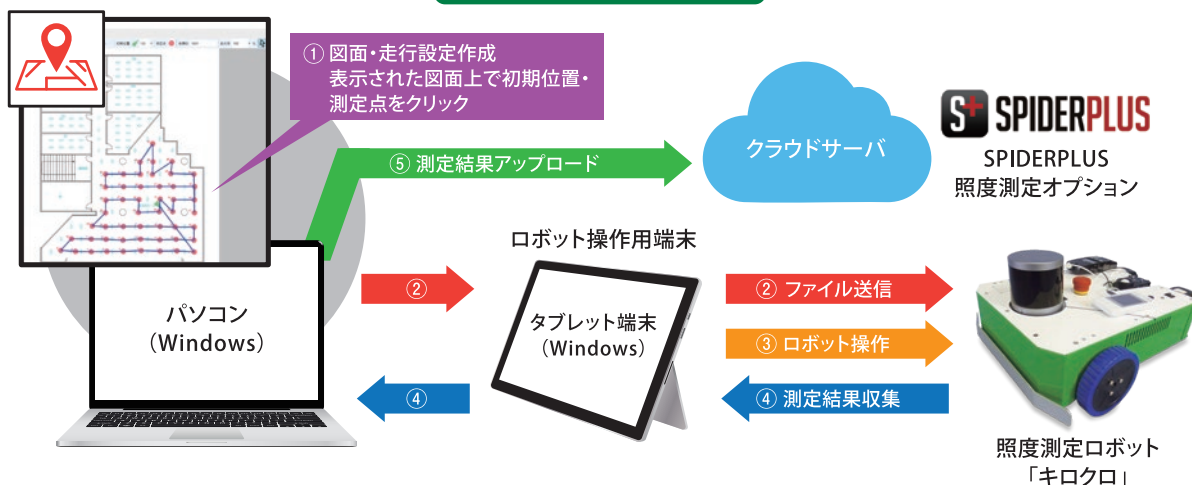 ① 図面・走行設定作成
表示された図面上で初期位置・
測定点をクリック
⑤ 測定結果アップロード
クラウドサーバ
S+ SPIDERPLUS
SPIDERPLUS
照度測定オプション
ロボット操作用端末
パソコン
(Windows)
②
④
タブレット端末
(Windows)
② ファイル送信
③ ロボット操作
④ 測定結果収集
照度測定ロボット
「キロクロ」